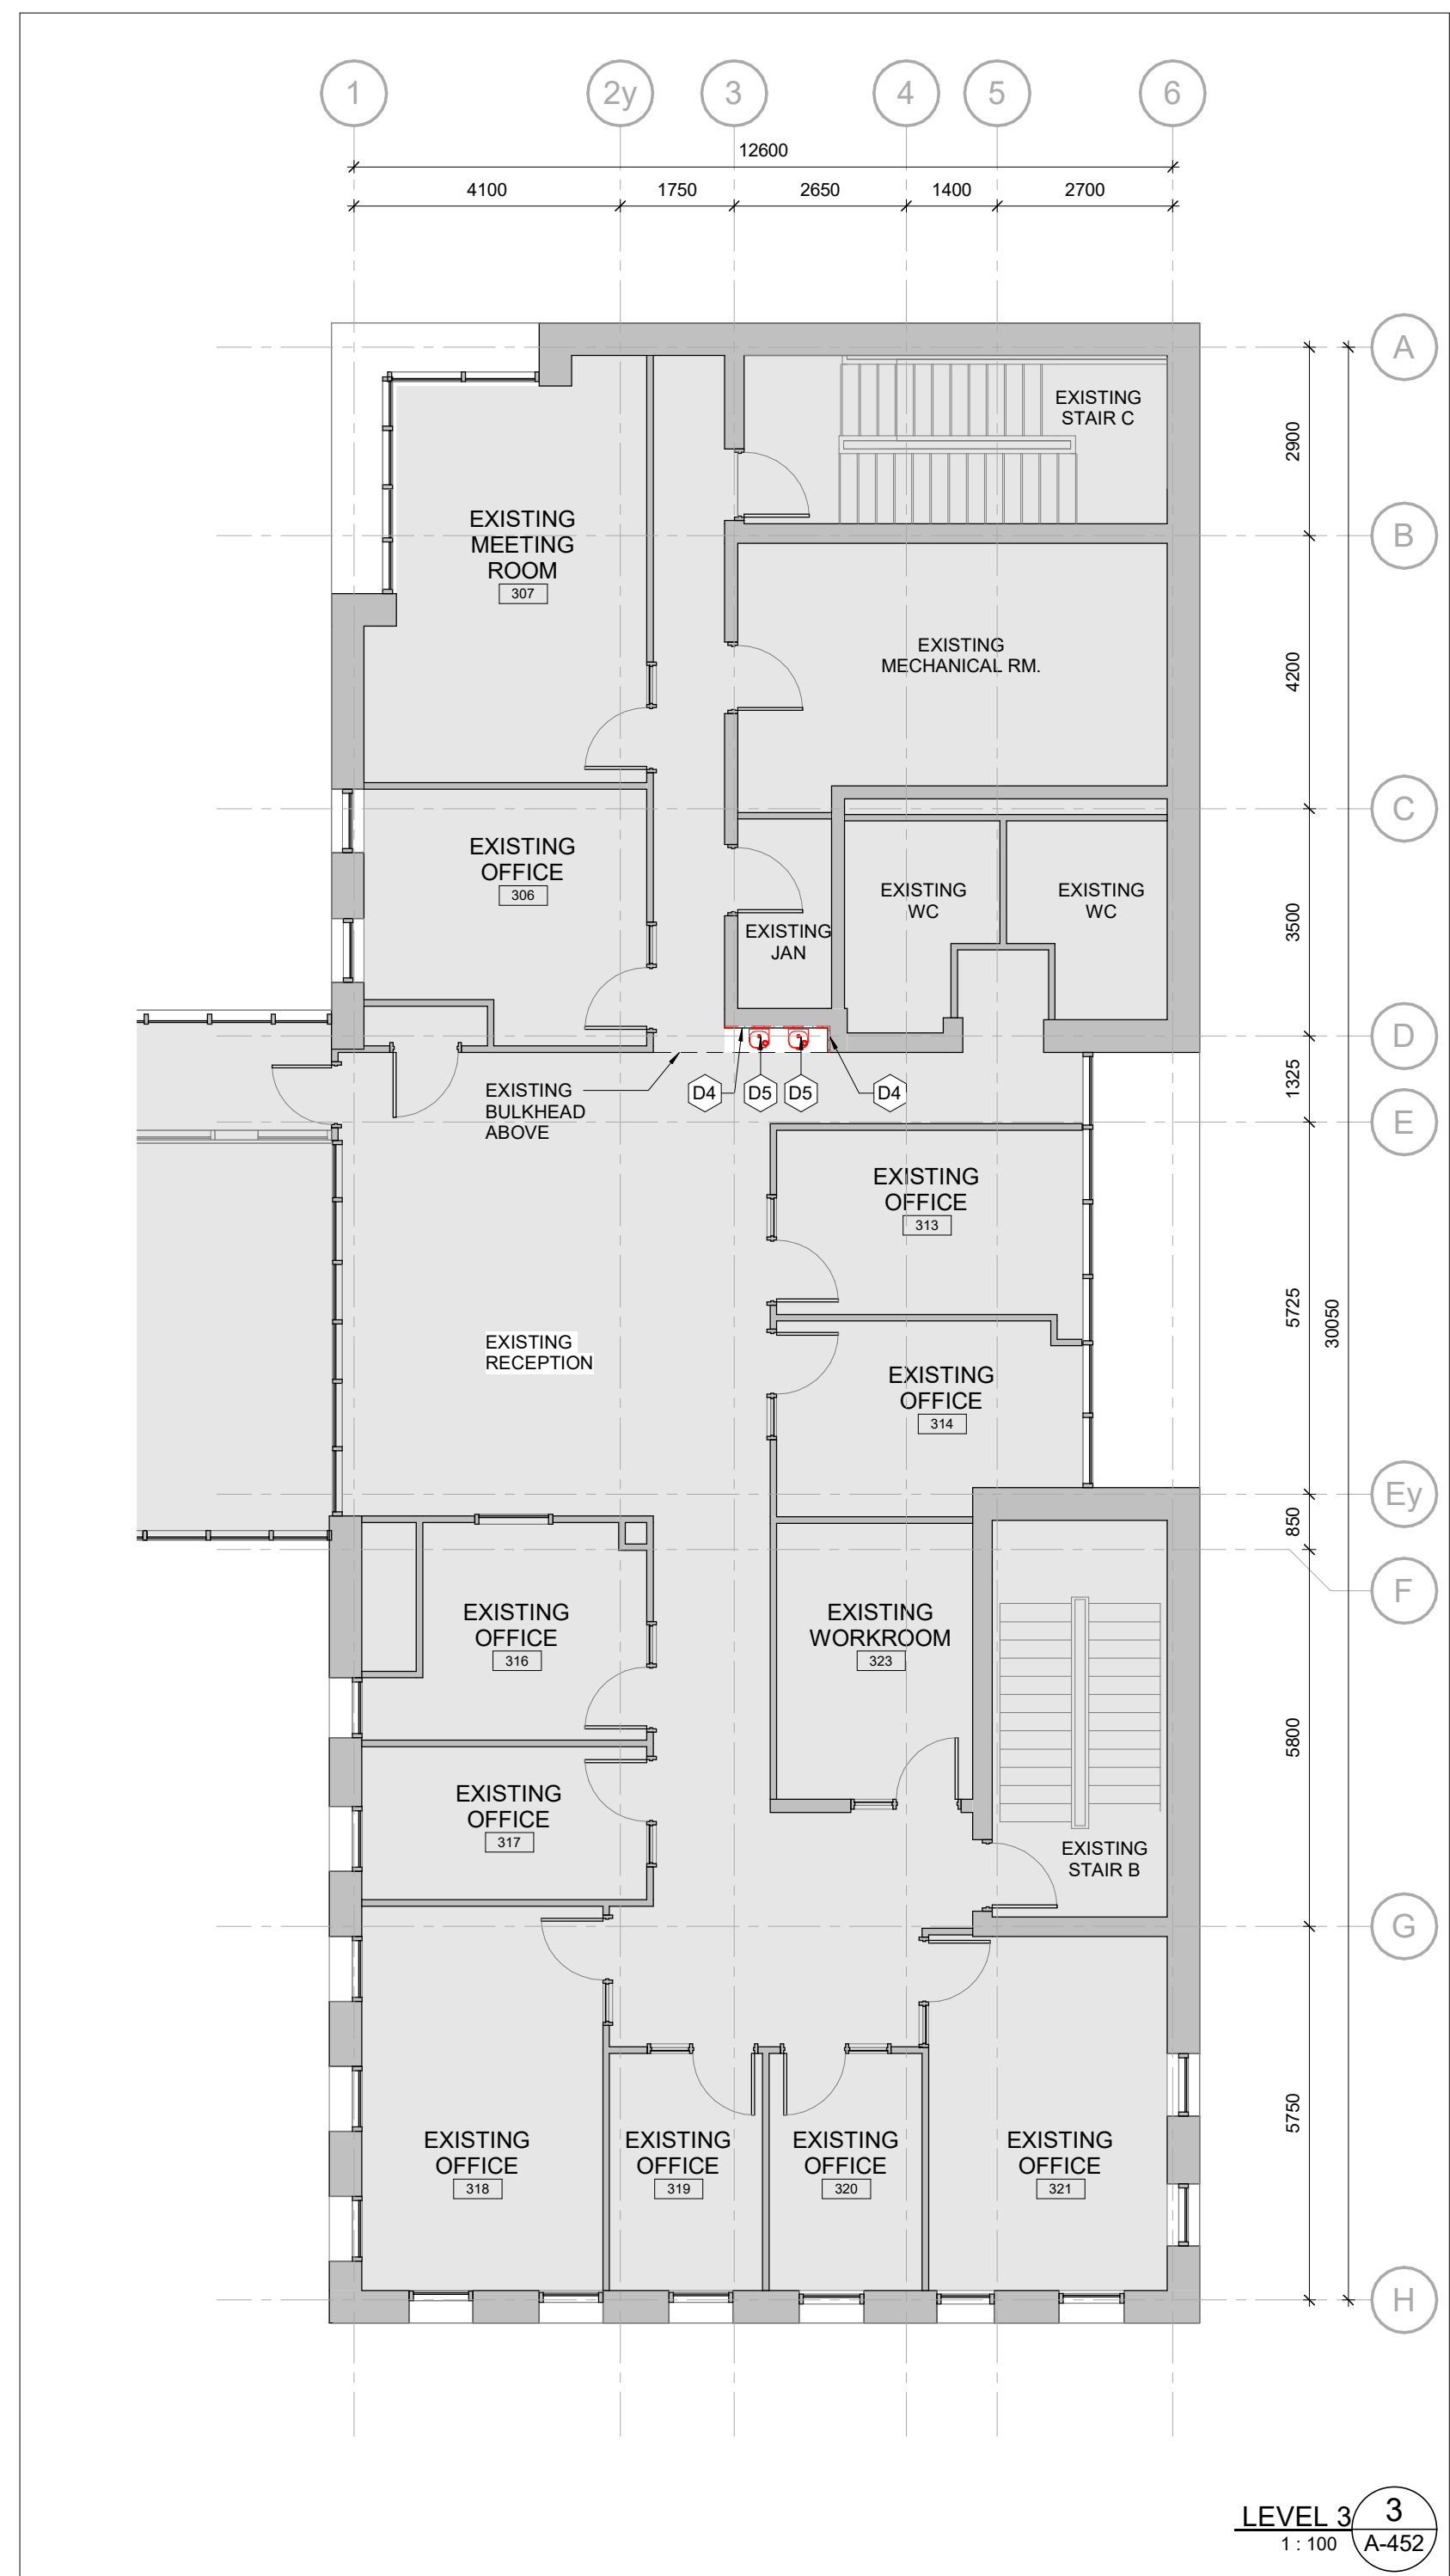 1 2y 3 4 5 6
12600
4100 1750 2650 1400 2700
A
EXISTING
STAIR C
2900
B
EXISTING
MEETING
ROOM
307
EXISTING
MECHANICAL RM.
4200
C
EXISTING
OFFICE
306
EXISTING
WC
EXISTING
WC
EXISTING
JAN
3500
D
EXISTING
BULKHEAD
ABOVE
D4 D5 D5 D4
1325
E
EXISTING
OFFICE
313
5725
30050
EXISTING
RECEPTION
EXISTING
OFFICE
314
Ey
850
F
EXISTING
OFFICE
316
EXISTING
WORKROOM
323
5800
EXISTING
OFFICE
317
EXISTING
STAIR B
G
EXISTING
OFFICE
318
EXISTING
OFFICE
319
EXISTING
OFFICE
320
EXISTING
OFFICE
321
5750
H
LEVEL 3
1 : 100
3
A-452